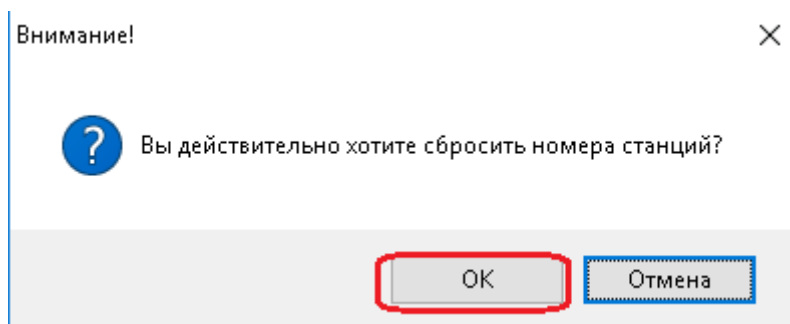 Внимание!
Вы действительно хотите сбросить номера станций?
OK
Отмена